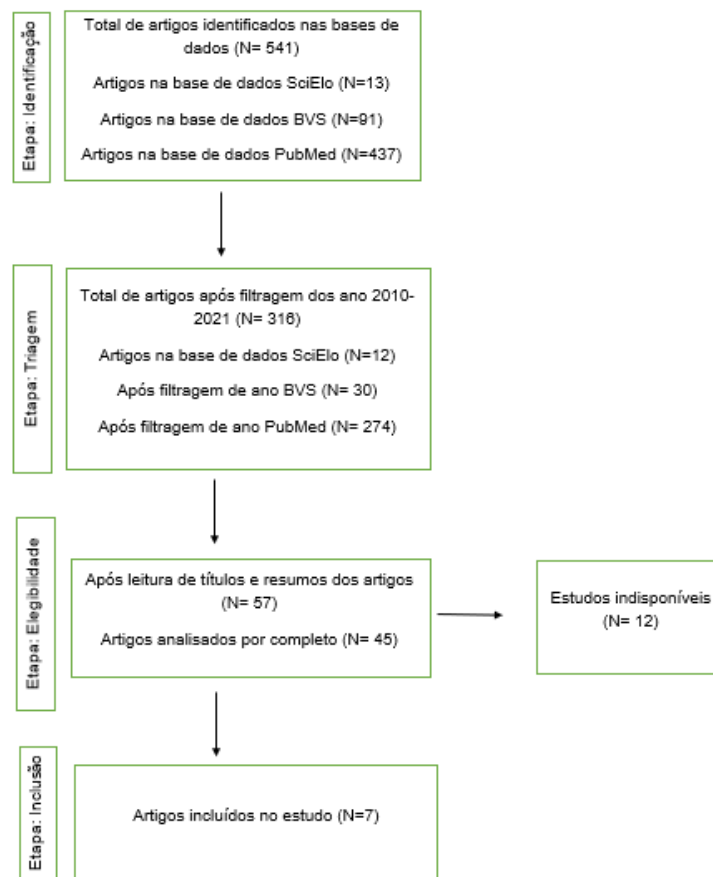 Etapa: Identificação
Total de artigos identificados nas bases de
dados (N= 541)
Artigos na base de dados SciElo (N=13)
Artigos na base de dados BVS (N=91)
Artigos na base de dados PubMed (N=437)
Etapa: Triagem
Total de artigos após filtragem dos ano 2010-
2021 (N= 316)
Artigos na base de dados SciElo (N=12)
Após filtragem de ano BVS (N= 30)
Após filtragem de ano PubMed (N= 274)
Etapa: Elegibilidade
Após leitura de títulos e resumos dos artigos
(N= 57)
Artigos analisados por completo (N= 45)
Estudos indisponíveis
(N= 12)
Etapa: Inclusão
Artigos incluídos no estudo (N=7)